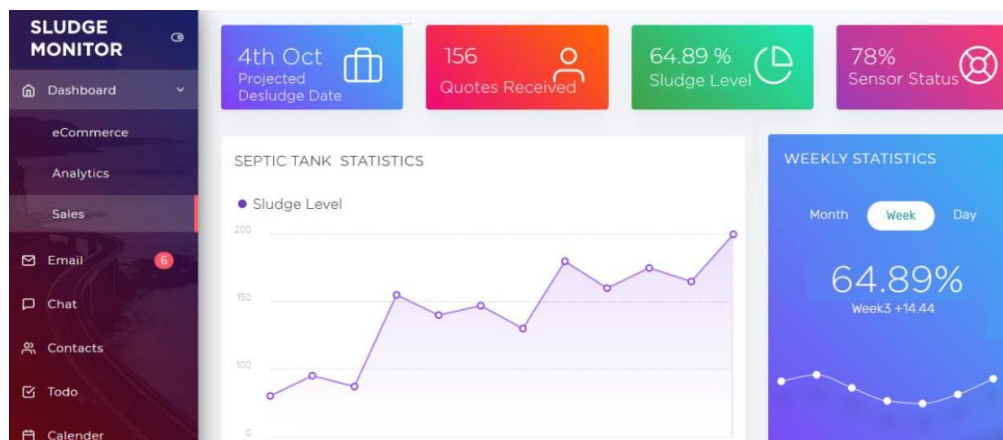 SLUDGE
MONITOR
Dashboard
eCommerce
Analytics
Sales
Email
6
Chat
Contacts
Todo
Calender
4th Oct
Projected
Desludge Date
156
Quotes Received
64.89 %
Sludge Level
78%
Sensor Status
SEPTIC TANK STATISTICS
Sludge Level
200
150
100
0
WEEKLY STATISTICS
Month Week Day
64.89%
Week3 +14.44